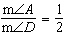 m∠A/m∠D = 1/2